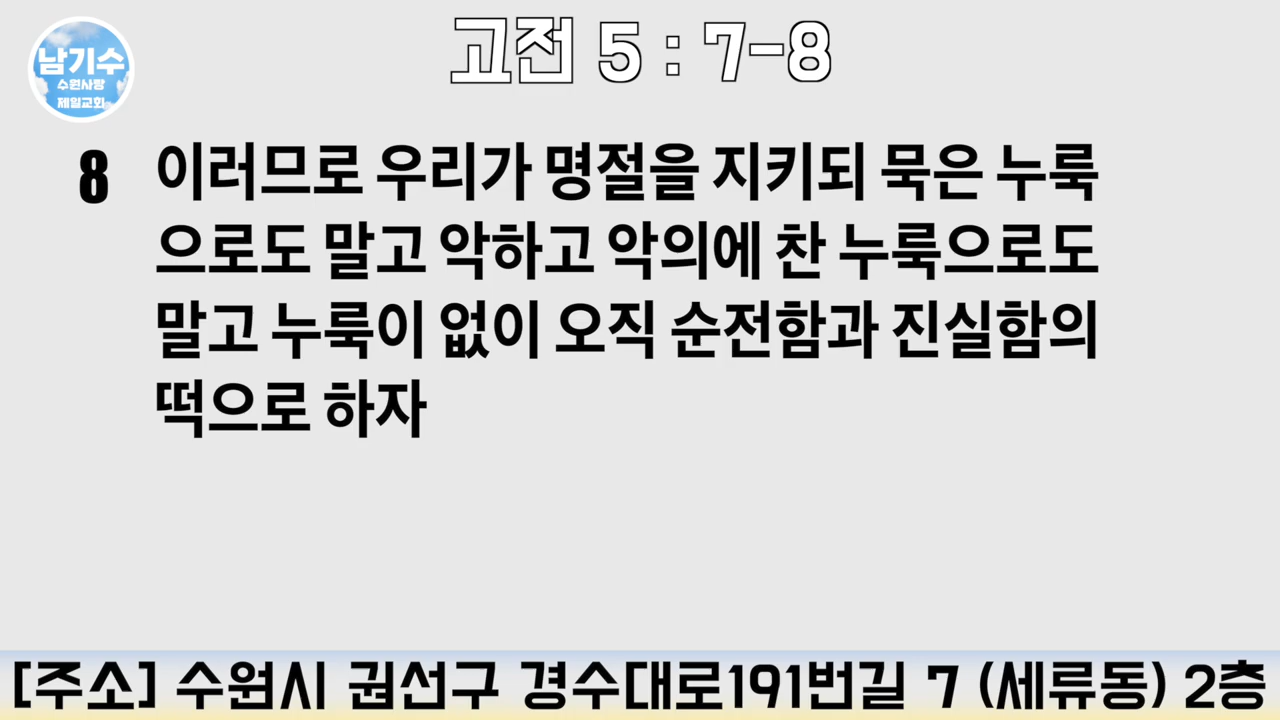 남기수
수원사랑
제일교회
고전 5 : 7-8
8 이러므로 우리가 명절을 지키되 묵은 누룩
으로도 말고 악하고 악의에 찬 누룩으로도
말고 누룩이 없이 오직 순전함과 진실함의
떡으로 하자
[주소] 수원시 권선구 경수대로191번길 7 (세류동) 2층